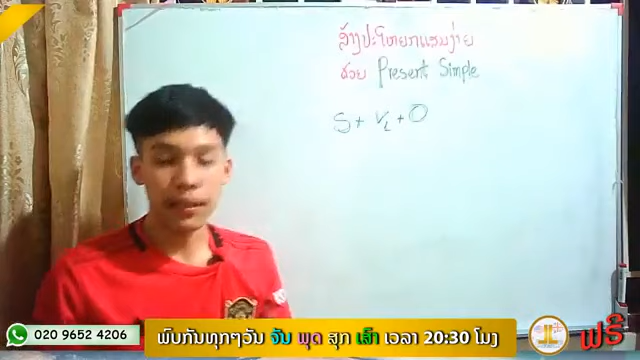 ສ້າງປະໂຫຍກແສນງ່າຍ
ດ້ວຍ Present Simple
S + V₁ + O
020 9652 4206
ພົບກັນທຸກໆວັນ ຈັນ ພຸດ ສຸກ ເສົາ ເວລາ 20:30 ໂມງ
ຟຣີ